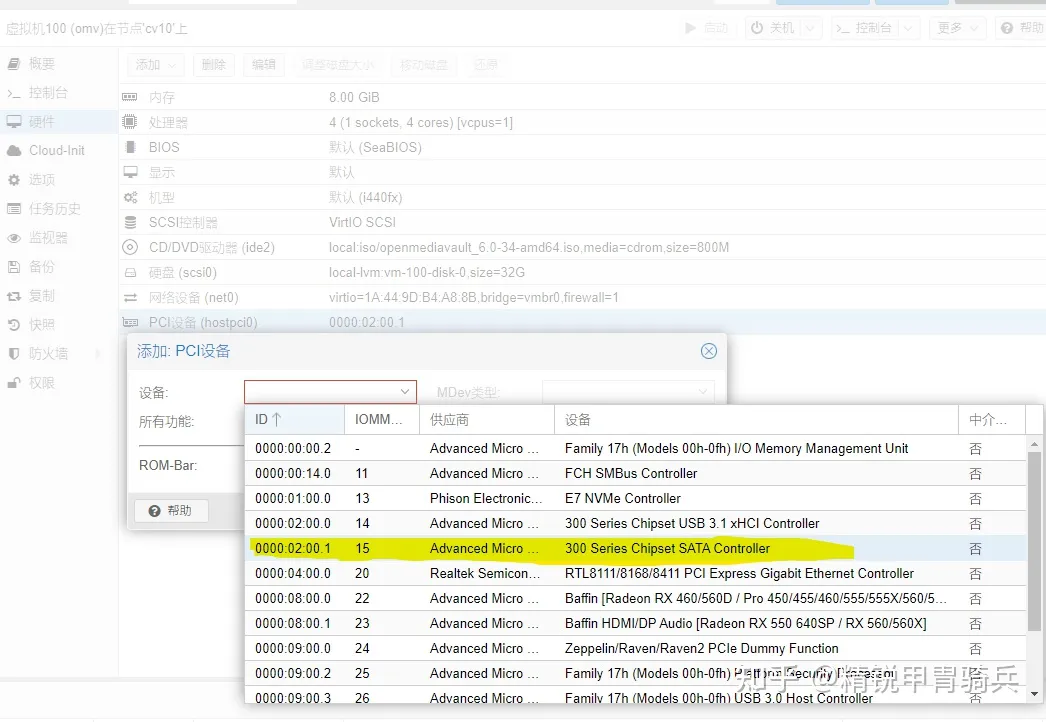 虚拟机100 (omv)在节点'cv10'上
启动 关机 控制台 更多 帮助
概要
控制台
硬件
Cloud-Init
选项
任务历史
监视器
备份
复制
快照
防火墙
权限
添加 删除 编辑 调整磁盘大小 移动磁盘 还原
内存 8.00 GiB
处理器 4 (1 sockets, 4 cores) [vcpus=1]
BIOS 默认 (SeaBIOS)
显示 默认
机型 默认 (i440fx)
SCSI控制器 VirtIO SCSI
CD/DVD驱动器 (ide2) local:iso/openmediavault_6.0-34-amd64.iso,media=cdrom,size=800M
硬盘 (scsi0) local-lvm:vm-100-disk-0,size=32G
网络设备 (net0) virtio=1A:44:9D:B4:A8:8B,bridge=vmbr0,firewall=1
PCI设备 (hostpci0) 0000:02:00.1
添加: PCI设备
设备: MDev类型:
所有功能:
ROM-Bar:
帮助
ID IOMM... 供应商 设备 中介...
0000:00:00.2 - Advanced Micro ... Family 17h (Models 00h-0fh) I/O Memory Management Unit 否
0000:00:14.0 11 Advanced Micro ... FCH SMBus Controller 否
0000:01:00.0 13 Phison Electronic... E7 NVMe Controller 否
0000:02:00.0 14 Advanced Micro ... 300 Series Chipset USB 3.1 xHCI Controller 否
0000:02:00.1 15 Advanced Micro ... 300 Series Chipset SATA Controller 否
0000:04:00.0 20 Realtek Semicon... RTL8111/8168/8411 PCI Express Gigabit Ethernet Controller 否
0000:08:00.0 22 Advanced Micro ... Baffin [Radeon RX 460/560D / Pro 450/455/460/555/555X/560/5... 否
0000:08:00.1 23 Advanced Micro ... Baffin HDMI/DP Audio [Radeon RX 550 640SP / RX 560/560X] 否
0000:09:00.0 24 Advanced Micro ... Zeppelin/Raven/Raven2 PCIe Dummy Function 否
0000:09:00.2 25 Advanced Micro ... Family 17h (Models 00h-0fh) Platform Security Processor 否
0000:09:00.3 26 Advanced Micro ... Family 17h (Models 00h-0fh) USB 3.0 Host Controller 否
知乎 @精锐甲胄骑兵